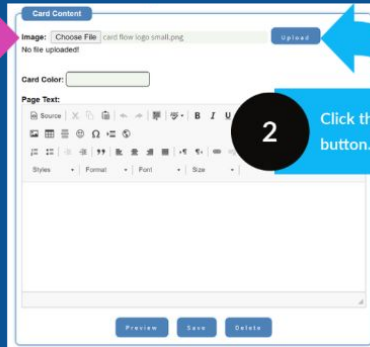 Card Content
Image: Choose File card flow logo small.png Upload
No file uploaded!
Card Color:
Page Text:
Source B I U
Styles Format Font Size
2
Click th
button.
Preview Save Delete